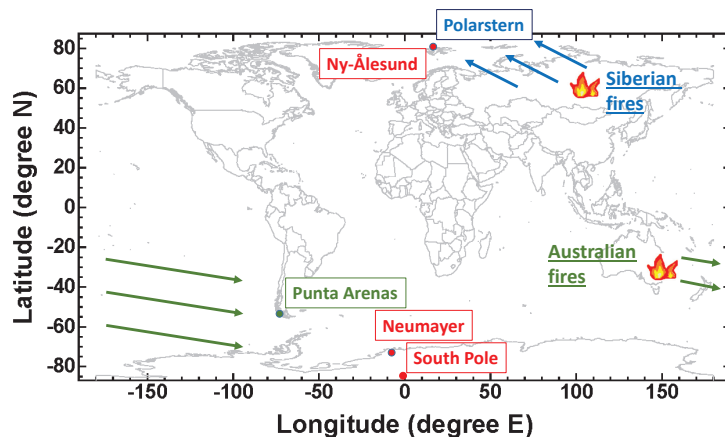 Polarstern
Ny-Ålesund
Siberian
fires
Australian
fires
Punta Arenas
Neumayer
South Pole
Latitude (degree N)
80
60
40
20
0
-20
-40
-60
-80
-150
-100
-50
0
50
100
150
Longitude (degree E)